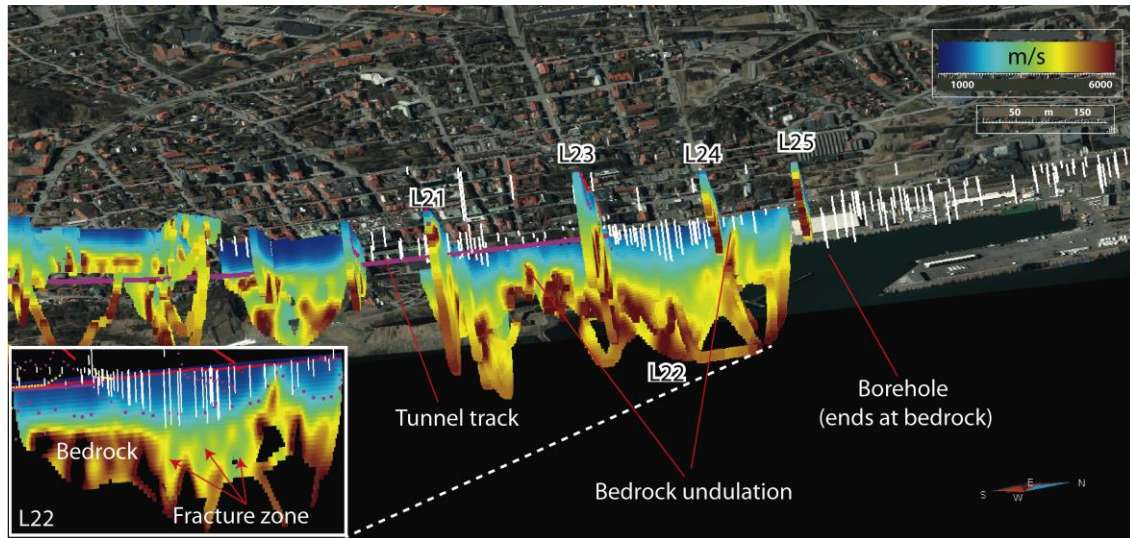 m/s
1000 6000
50 m 150
L25
L24
L23
L21
L22
Tunnel track
Borehole
(ends at bedrock)
Bedrock undulation
Bedrock
Fracture zone
L22
S W E N